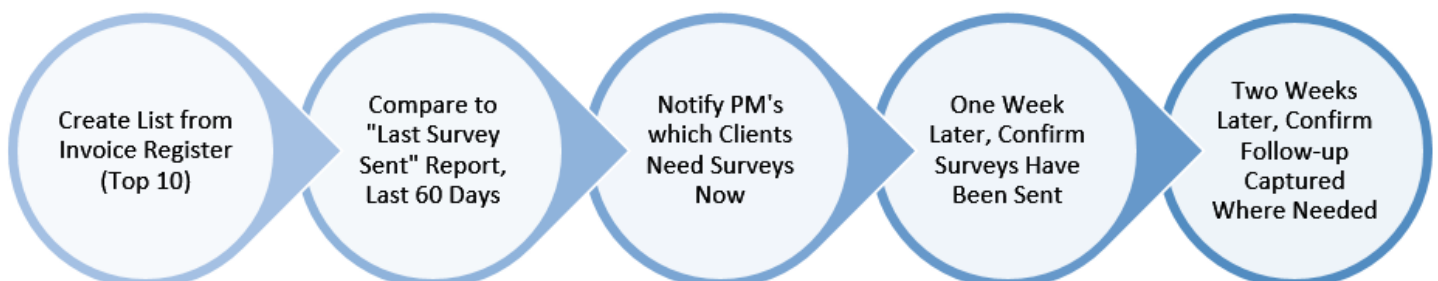 Create List from
Invoice Register
(Top 10)
Compare to
"Last Survey
Sent" Report,
Last 60 Days
Notify PM's
which Clients
Need Surveys
Now
One Week
Later, Confirm
Surveys Have
Been Sent
Two Weeks
Later, Confirm
Follow-up
Captured
Where Needed